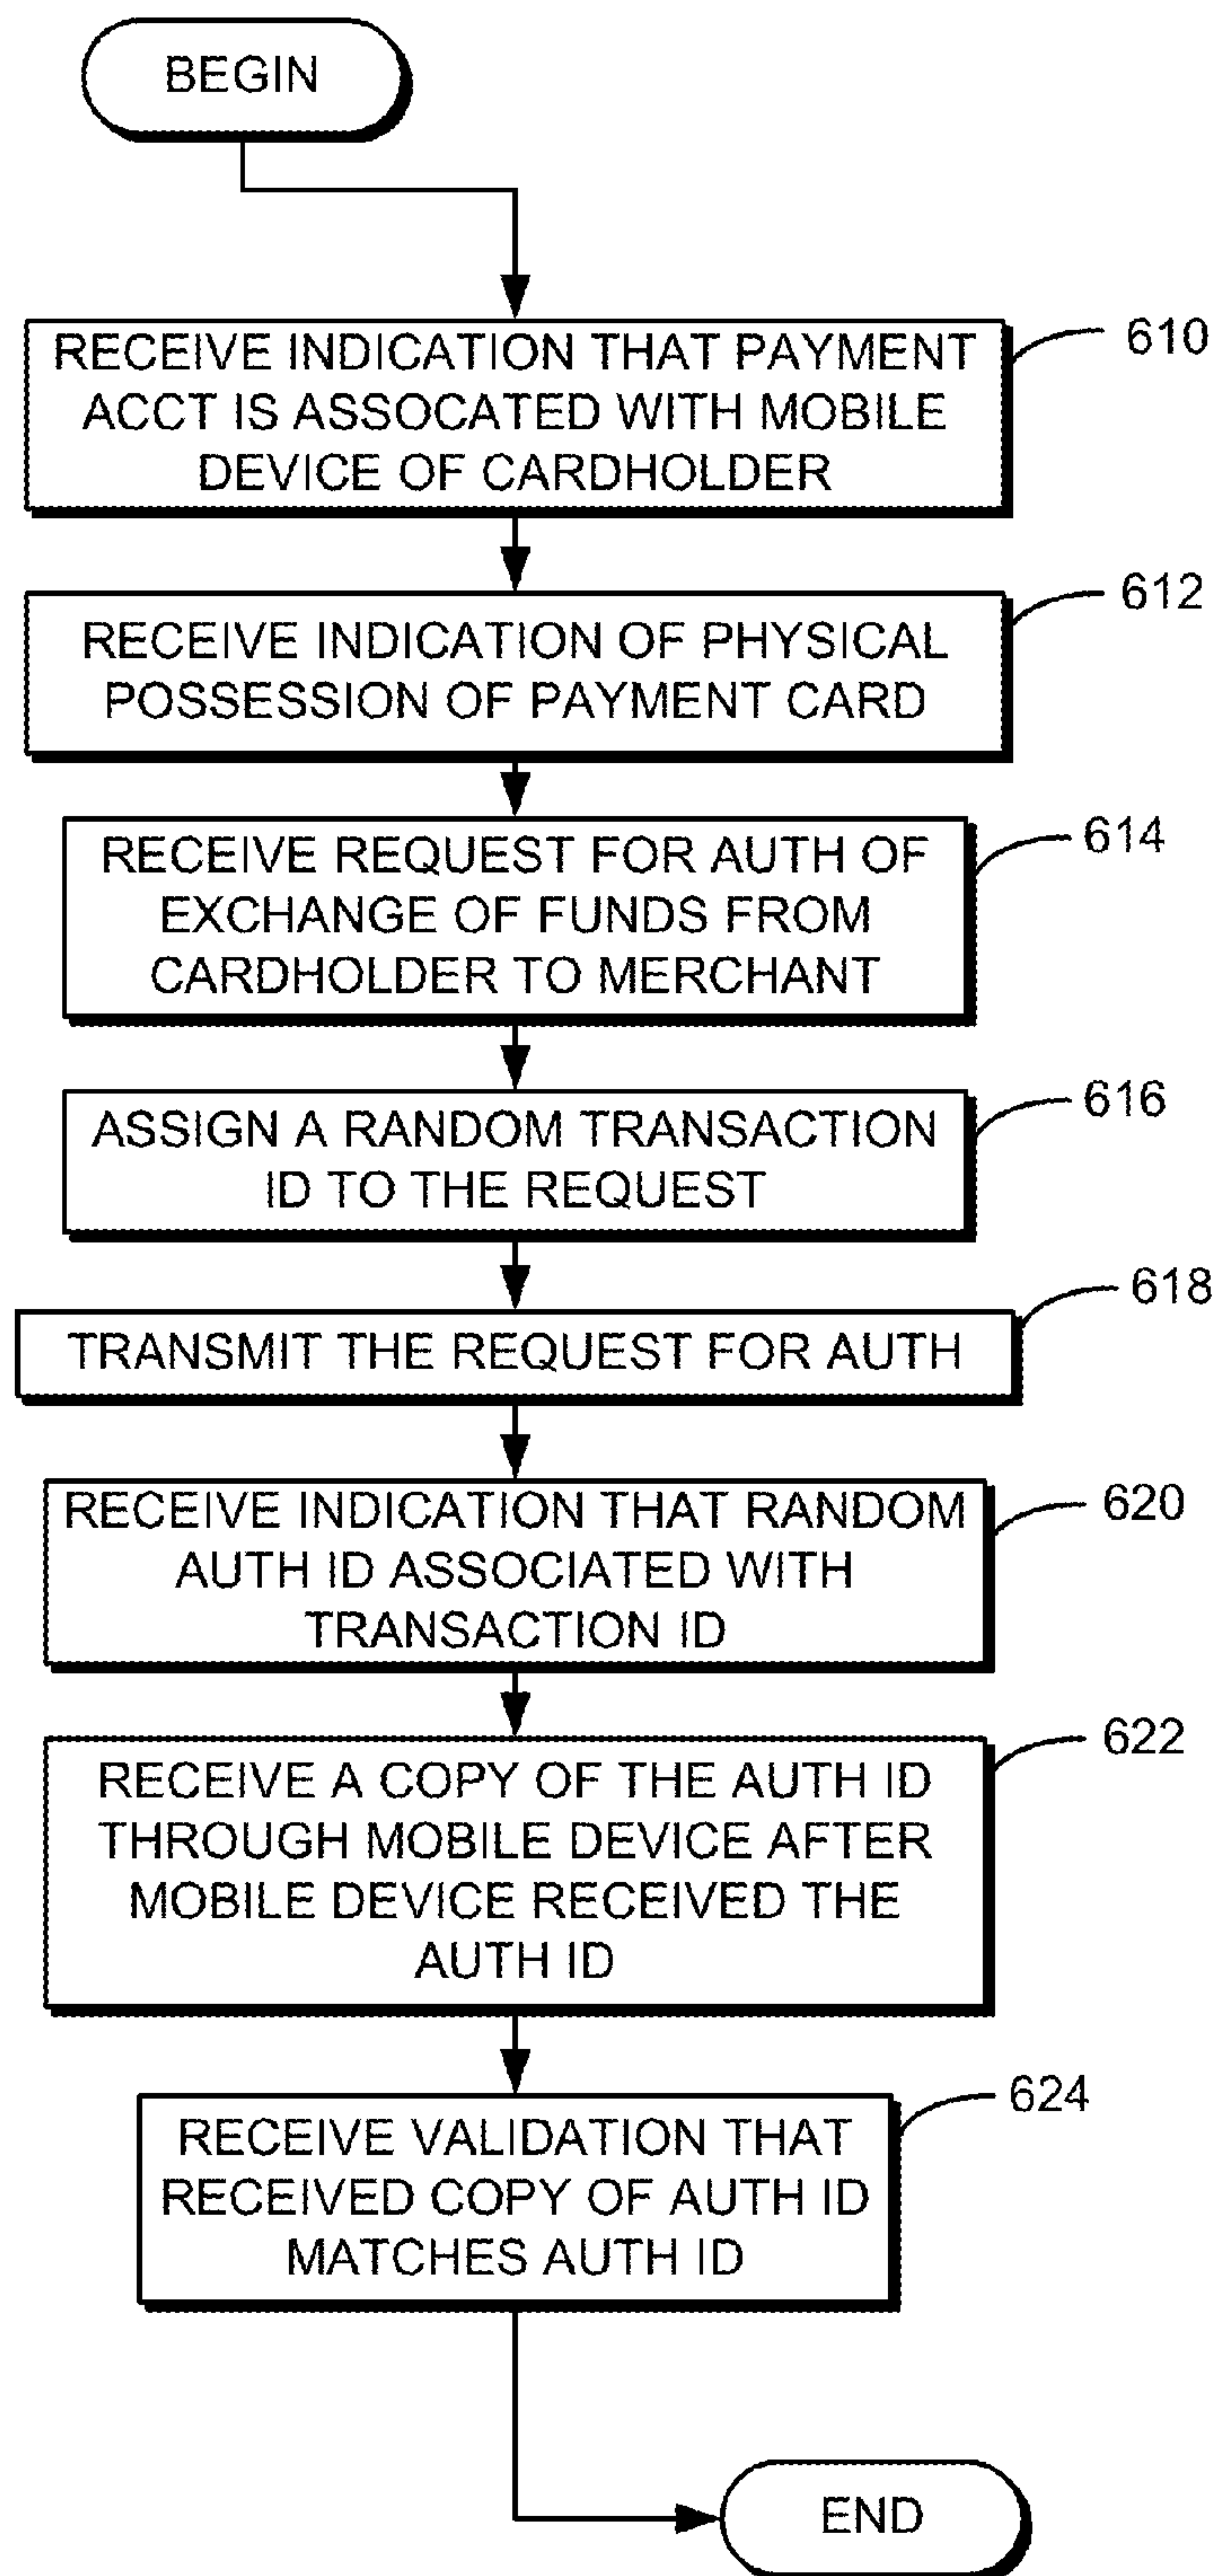 BEGIN
RECEIVE INDICATION THAT PAYMENT
ACCT IS ASSOCATED WITH MOBILE
DEVICE OF CARDHOLDER
610
RECEIVE INDICATION OF PHYSICAL
POSSESSION OF PAYMENT CARD
612
RECEIVE REQUEST FOR AUTH OF
EXCHANGE OF FUNDS FROM
CARDHOLDER TO MERCHANT
614
ASSIGN A RANDOM TRANSACTION
ID TO THE REQUEST
616
TRANSMIT THE REQUEST FOR AUTH
618
RECEIVE INDICATION THAT RANDOM
AUTH ID ASSOCIATED WITH
TRANSACTION ID
620
RECEIVE A COPY OF THE AUTH ID
THROUGH MOBILE DEVICE AFTER
MOBILE DEVICE RECEIVED THE
AUTH ID
622
RECEIVE VALIDATION THAT
RECEIVED COPY OF AUTH ID
MATCHES AUTH ID
624
END